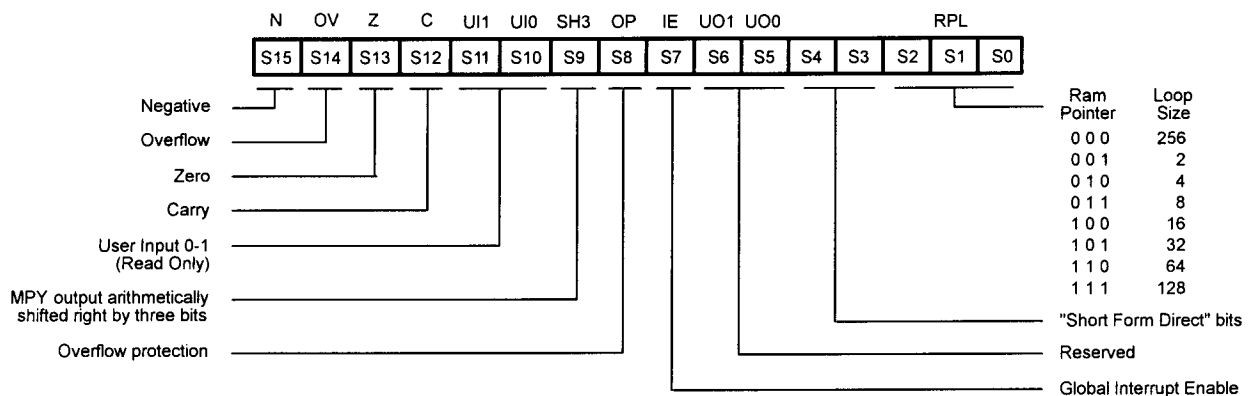 N OV Z C UI1 UI0 SH3 OP IE UO1 UO0 RPL
S15 S14 S13 S12 S11 S10 S9 S8 S7 S6 S5 S4 S3 S2 S1 S0
Negative
Overflow
Zero
Carry
User Input 0-1
(Read Only)
MPY output arithmetically
shifted right by three bits
Overflow protection
Ram Loop
Pointer Size
0 0 0 256
0 0 1 2
0 1 0 4
0 1 1 8
1 0 0 16
1 0 1 32
1 1 0 64
1 1 1 128
"Short Form Direct" bits
Reserved
Global Interrupt Enable